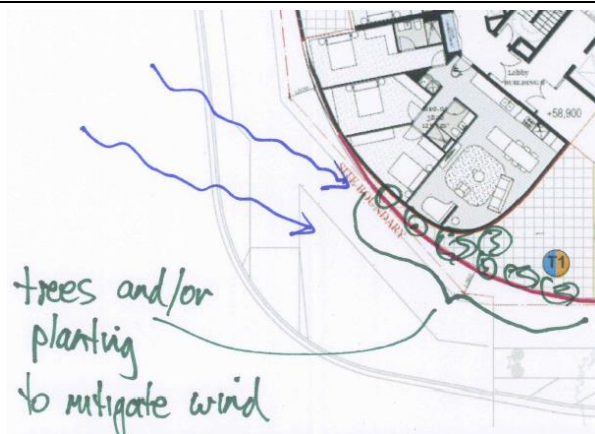 Lobby
BUILDING
+58,900
SITE BOUNDARY
T1
trees and/or
planting
to mitigate wind